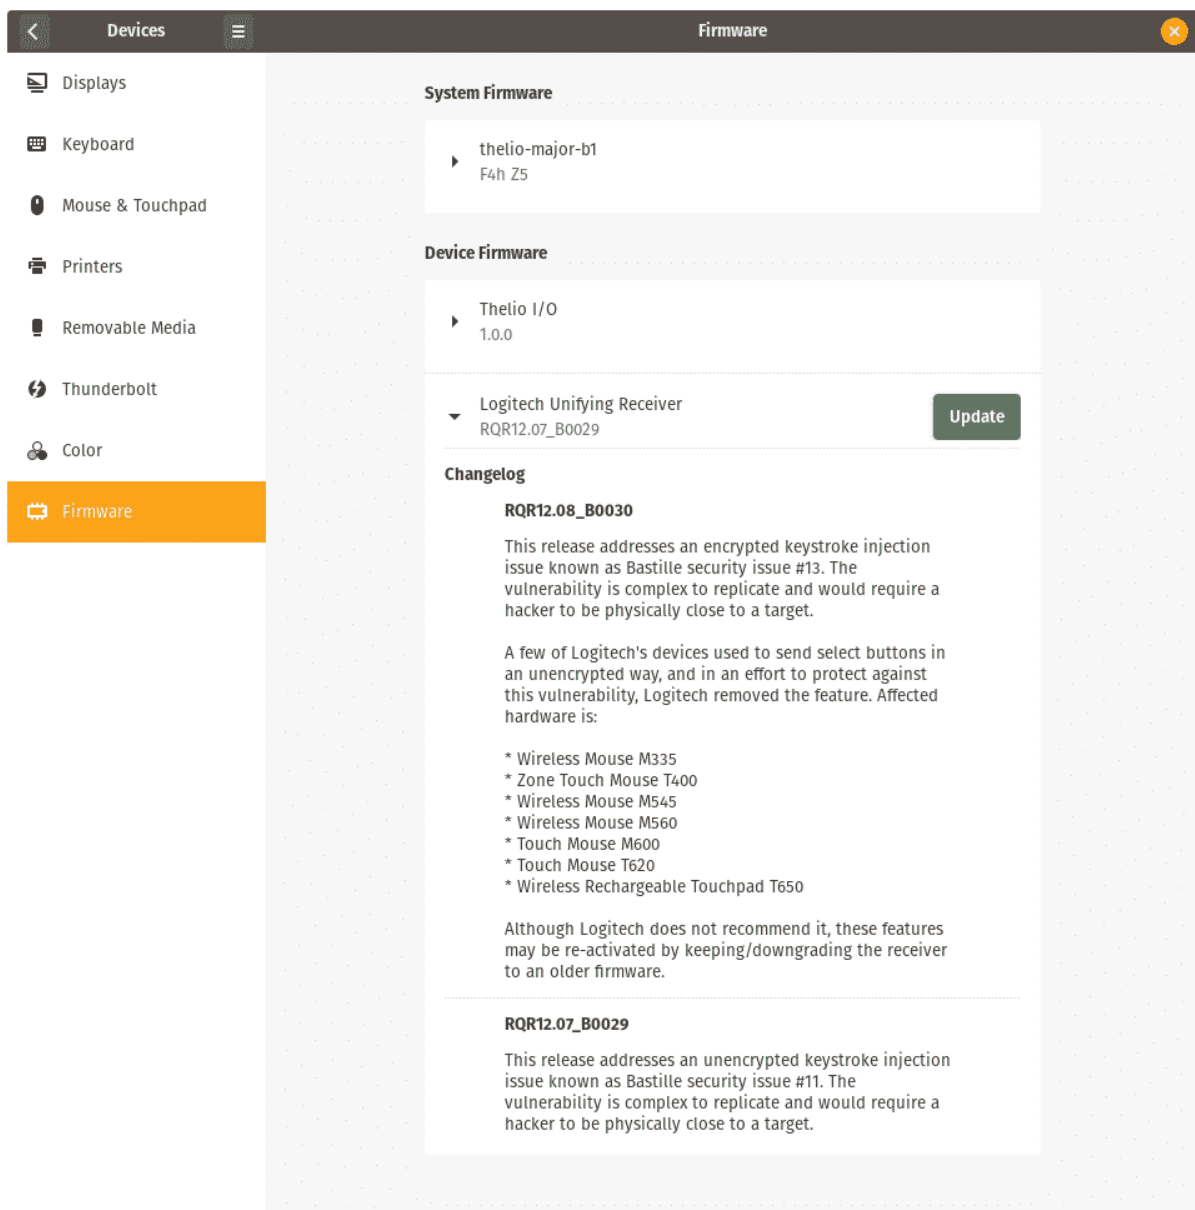 Devices
Firmware
Displays
Keyboard
Mouse & Touchpad
Printers
Removable Media
Thunderbolt
Color
Firmware
System Firmware
thelio-major-b1
F4h Z5
Device Firmware
Thelio I/O
1.0.0
Logitech Unifying Receiver
RQR12.07_B0029
Update
Changelog
RQR12.08_B0030
This release addresses an encrypted keystroke injection
issue known as Bastille security issue #13. The
vulnerability is complex to replicate and would require a
hacker to be physically close to a target.
A few of Logitech's devices used to send select buttons in
an unencrypted way, and in an effort to protect against
this vulnerability, Logitech removed the feature. Affected
hardware is:
* Wireless Mouse M335
* Zone Touch Mouse T400
* Wireless Mouse M545
* Wireless Mouse M560
* Touch Mouse M600
* Touch Mouse T620
* Wireless Rechargeable Touchpad T650
Although Logitech does not recommend it, these features
may be re-activated by keeping/downgrading the receiver
to an older firmware.
RQR12.07_B0029
This release addresses an unencrypted keystroke injection
issue known as Bastille security issue #11. The
vulnerability is complex to replicate and would require a
hacker to be physically close to a target.